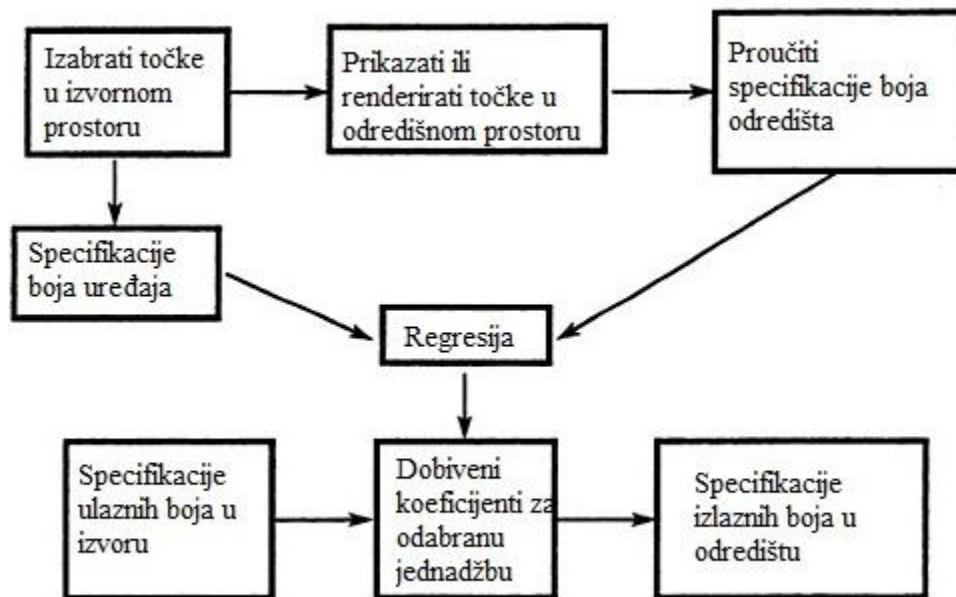 Izabrati točke
u izvornom
prostoru
Prikazati ili
renderirati točke u
odredišnom prostoru
Proučiti
specifikacije boja
odredišta
Specifikacije
boja uređaja
Regresija
Specifikacije
ulaznih boja u
izvoru
Dobiveni
koeficijenti za
odabranu
jednadžbu
Specifikacije
izlaznih boja u
odredištu